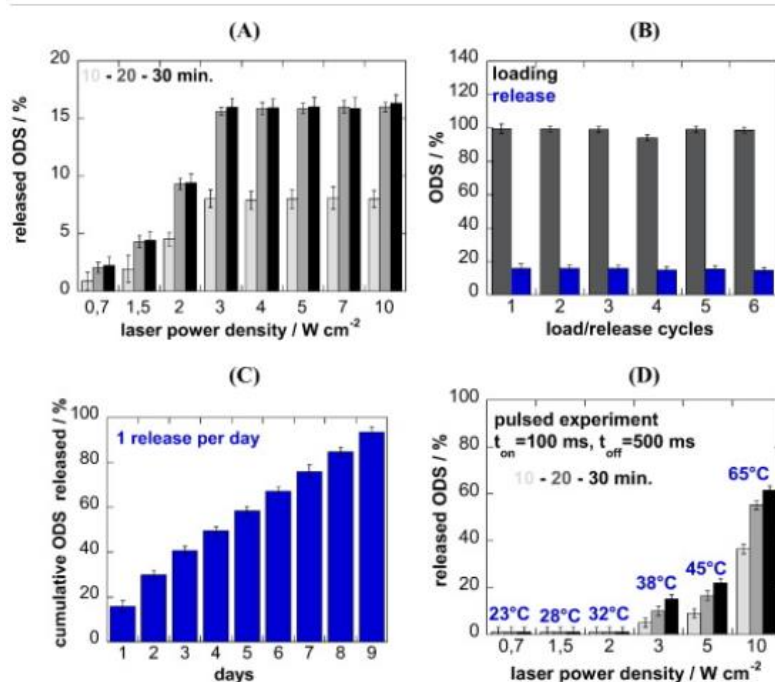 (A)
10 - 20 - 30 min.
released ODS / %
20
15
10
5
0
0,7 1,5 2 3 4 5 7 10
laser power density / W cm-2
(B)
loading
release
ODS / %
140
120
100
80
60
40
20
0
1 2 3 4 5 6
load/release cycles
(C)
1 release per day
cumulative ODS released / %
100
80
60
40
20
0
1 2 3 4 5 6 7 8 9
days
(D)
pulsed experiment
ton=100 ms, toff=500 ms
10 - 20 - 30 min.
released ODS / %
100
80
60
40
20
0
23°C 28°C 32°C 38°C 45°C 65°C
0,7 1,5 2 3 5 10
laser power density / W cm-2